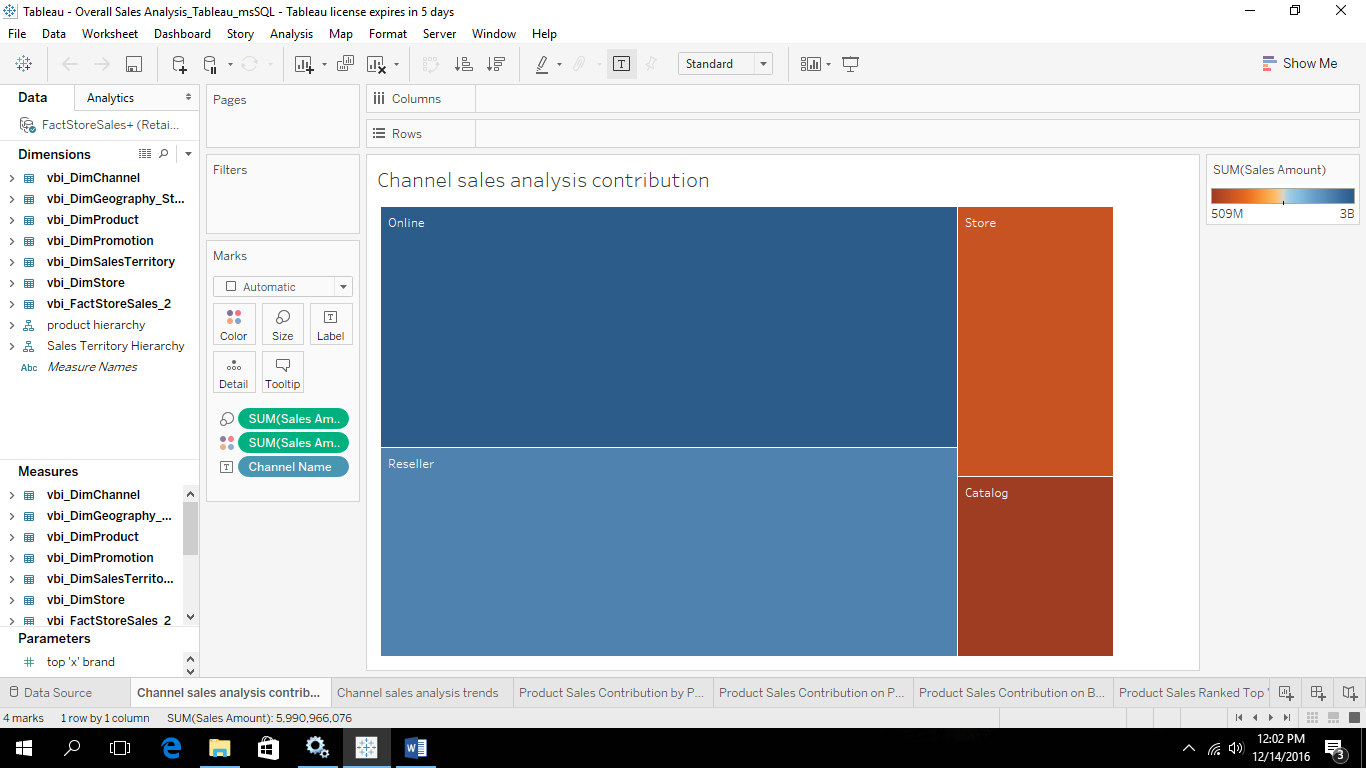 Tableau - Overall Sales Analysis_Tableau_msSQL - Tableau license expires in 5 days
File Data Worksheet Dashboard Story Analysis Map Format Server Window Help
Standard
Show Me
Data
Analytics
FactStoreSales+ (Retai...
Dimensions
vbi_DimChannel
vbi_DimGeography_St...
vbi_DimProduct
vbi_DimPromotion
vbi_DimSalesTerritory
vbi_DimStore
vbi_FactStoreSales_2
product hierarchy
Sales Territory Hierarchy
Abc Measure Names
Measures
vbi_DimChannel
vbi_DimGeography_...
vbi_DimProduct
vbi_DimPromotion
vbi_DimSalesTerrito...
vbi_DimStore
vbi_FactStoreSales_2
Parameters
# top 'x' brand
Pages
Filters
Marks
Automatic
Color Size T Label
Detail Tooltip
SUM(Sales Am..
SUM(Sales Am..
T Channel Name
Columns
Rows
Channel sales analysis contribution
Online
Store
Reseller
Catalog
SUM(Sales Amount)
509M 3B
Data Source
Channel sales analysis contrib...
Channel sales analysis trends
Product Sales Contribution by P...
Product Sales Contribution on P...
Product Sales Contribution on B...
Product Sales Ranked Top '
4 marks 1 row by 1 column SUM(Sales Amount): 5,990,966,076
12:02 PM
12/14/2016
3